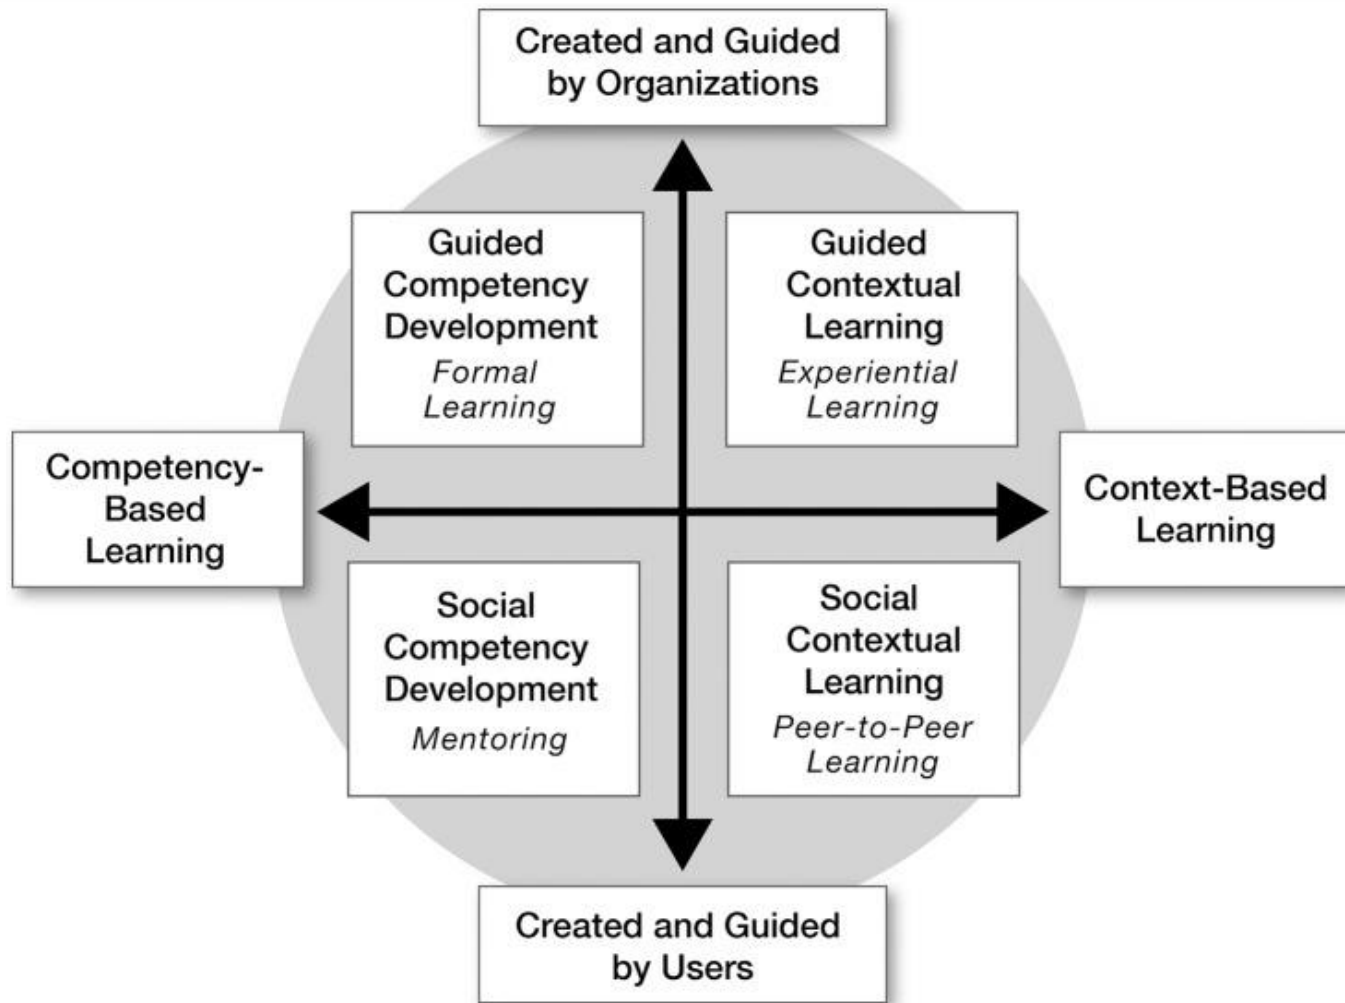 Created and Guided
by Organizations
Guided
Competency
Development
Formal
Learning
Guided
Contextual
Learning
Experiential
Learning
Competency-
Based
Learning
Context-Based
Learning
Social
Competency
Development
Mentoring
Social
Contextual
Learning
Peer-to-Peer
Learning
Created and Guided
by Users